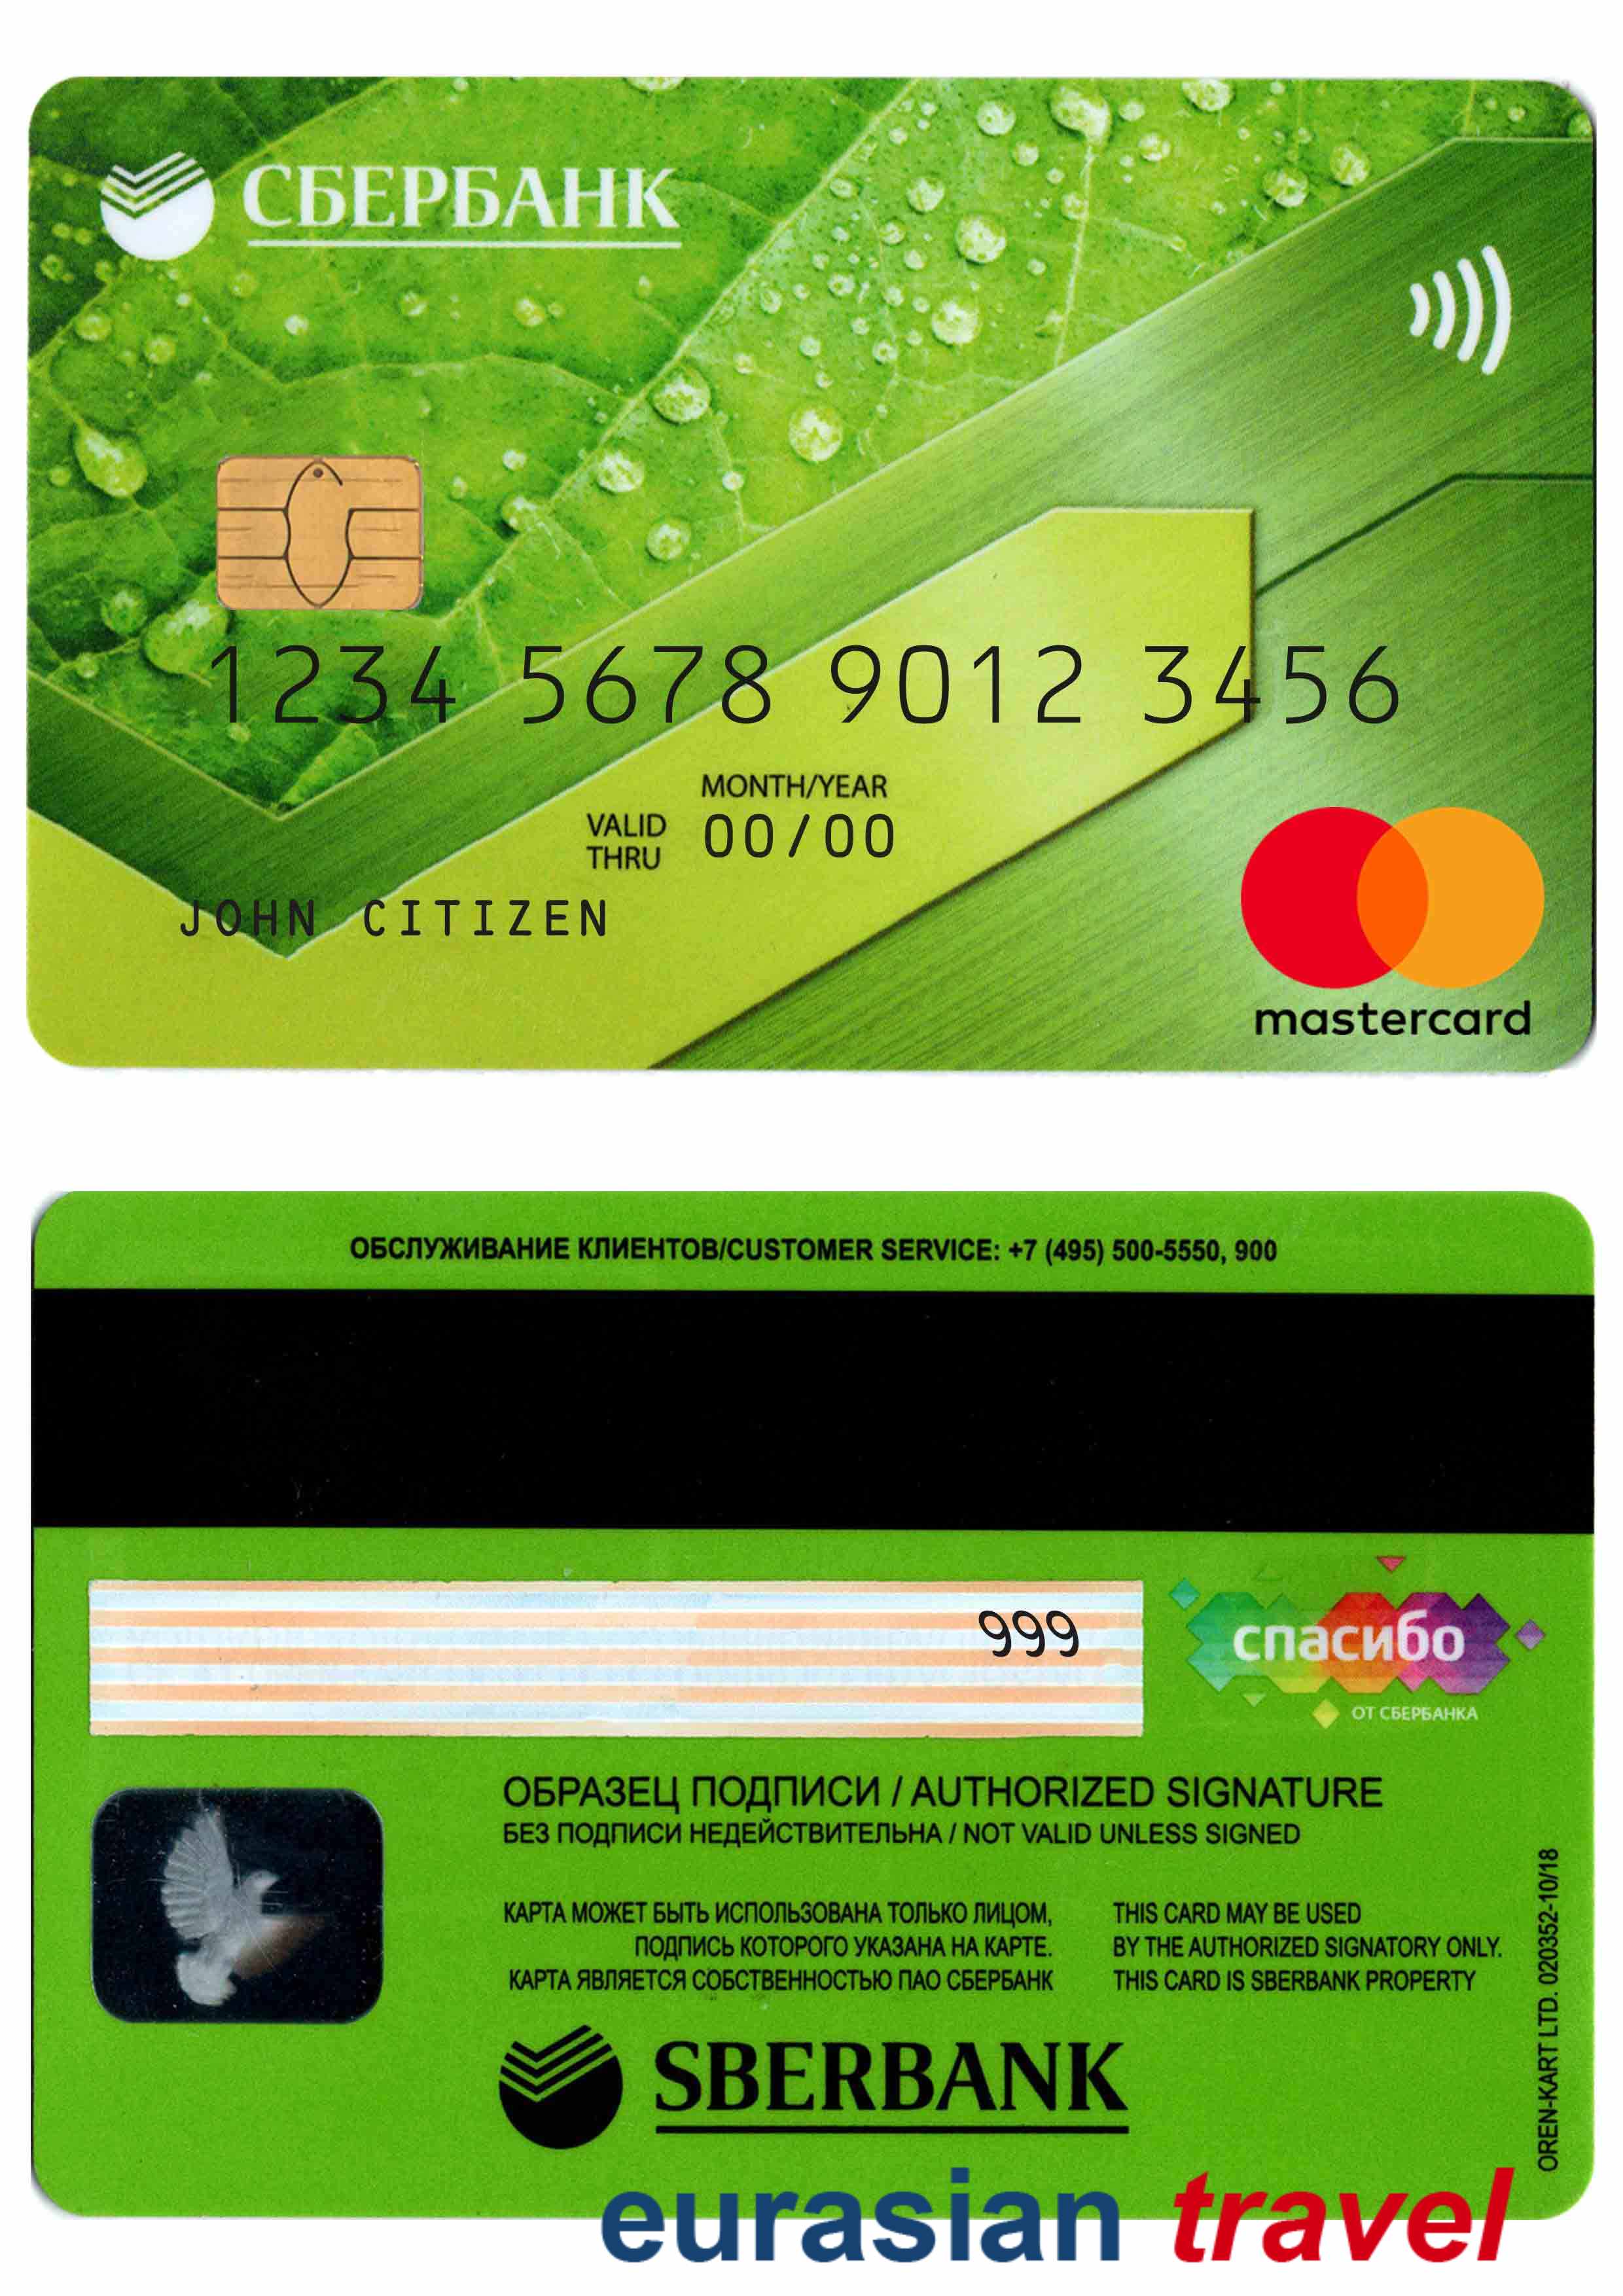 СБЕРБАНК
1234 5678 9012 3456
MONTH/YEAR
VALID THRU 00/00
JOHN CITIZEN
mastercard
ОБСЛУЖИВАНИЕ КЛИЕНТОВ/CUSTOMER SERVICE: +7 (495) 500-5550, 900
999
спасибо
ОТ СБЕРБАНКА
ОБРАЗЕЦ ПОДПИСИ / AUTHORIZED SIGNATURE
БЕЗ ПОДПИСИ НЕДЕЙСТВИТЕЛЬНА / NOT VALID UNLESS SIGNED
КАРТА МОЖЕТ БЫТЬ ИСПОЛЬЗОВАНА ТОЛЬКО ЛИЦОМ,
ПОДПИСЬ КОТОРОГО УКАЗАНА НА КАРТЕ.
КАРТА ЯВЛЯЕТСЯ СОБСТВЕННОСТЬЮ ПАО СБЕРБАНК
THIS CARD MAY BE USED
BY THE AUTHORIZED SIGNATORY ONLY.
THIS CARD IS SBERBANK PROPERTY
OREN-KART LTD. 020352-10/18
SBERBANK
eurasian travel